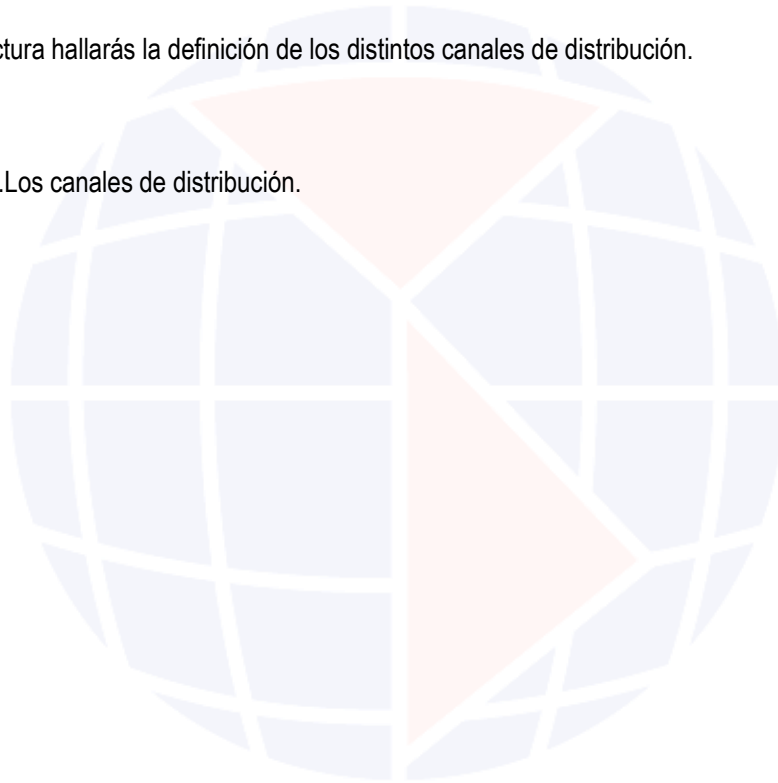 ctura hallarás la definición de los distintos canales de distribución.
.Los canales de distribución.